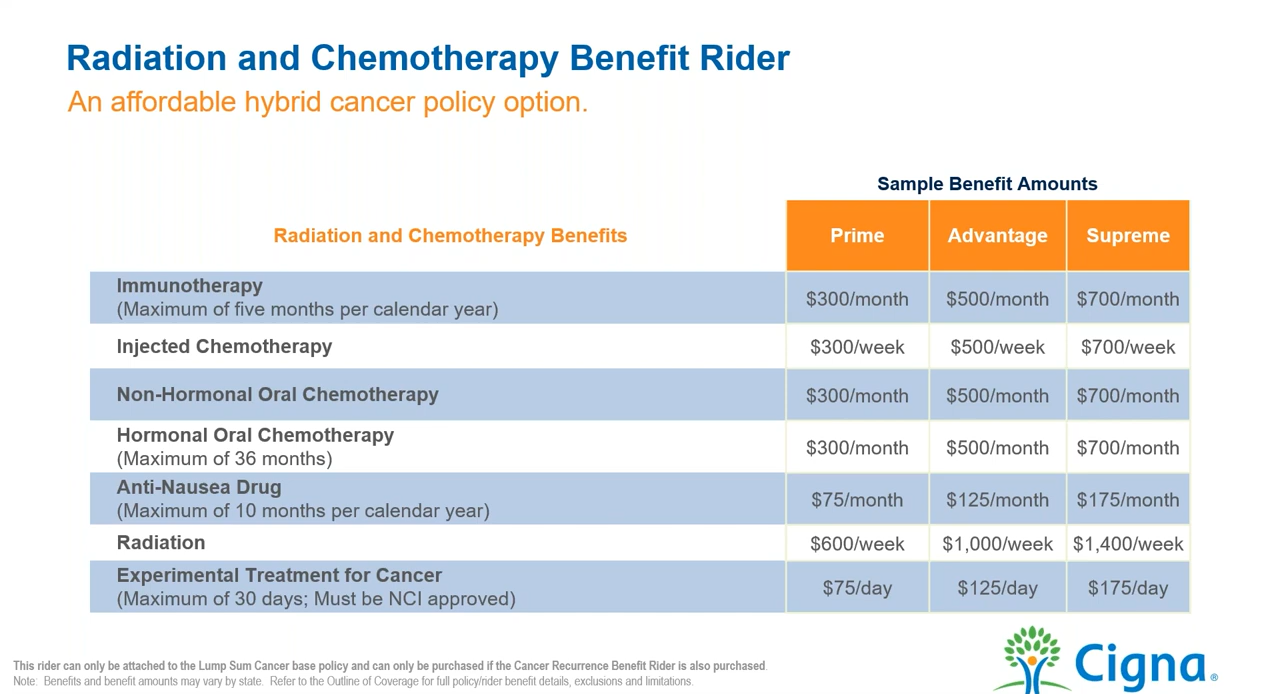 Radiation and Chemotherapy Benefit Rider
An affordable hybrid cancer policy option.
Sample Benefit Amounts
Radiation and Chemotherapy Benefits Prime Advantage Supreme
Immunotherapy
(Maximum of five months per calendar year) $300/month $500/month $700/month
Injected Chemotherapy $300/week $500/week $700/week
Non-Hormonal Oral Chemotherapy $300/month $500/month $700/month
Hormonal Oral Chemotherapy
(Maximum of 36 months) $300/month $500/month $700/month
Anti-Nausea Drug
(Maximum of 10 months per calendar year) $75/month $125/month $175/month
Radiation $600/week $1,000/week $1,400/week
Experimental Treatment for Cancer
(Maximum of 30 days; Must be NCI approved) $75/day $125/day $175/day
This rider can only be attached to the Lump Sum Cancer base policy and can only be purchased if the Cancer Recurrence Benefit Rider is also purchased.
Note: Benefits and benefit amounts may vary by state. Refer to the Outline of Coverage for full policy/rider benefit details, exclusions and limitations.
Cigna®